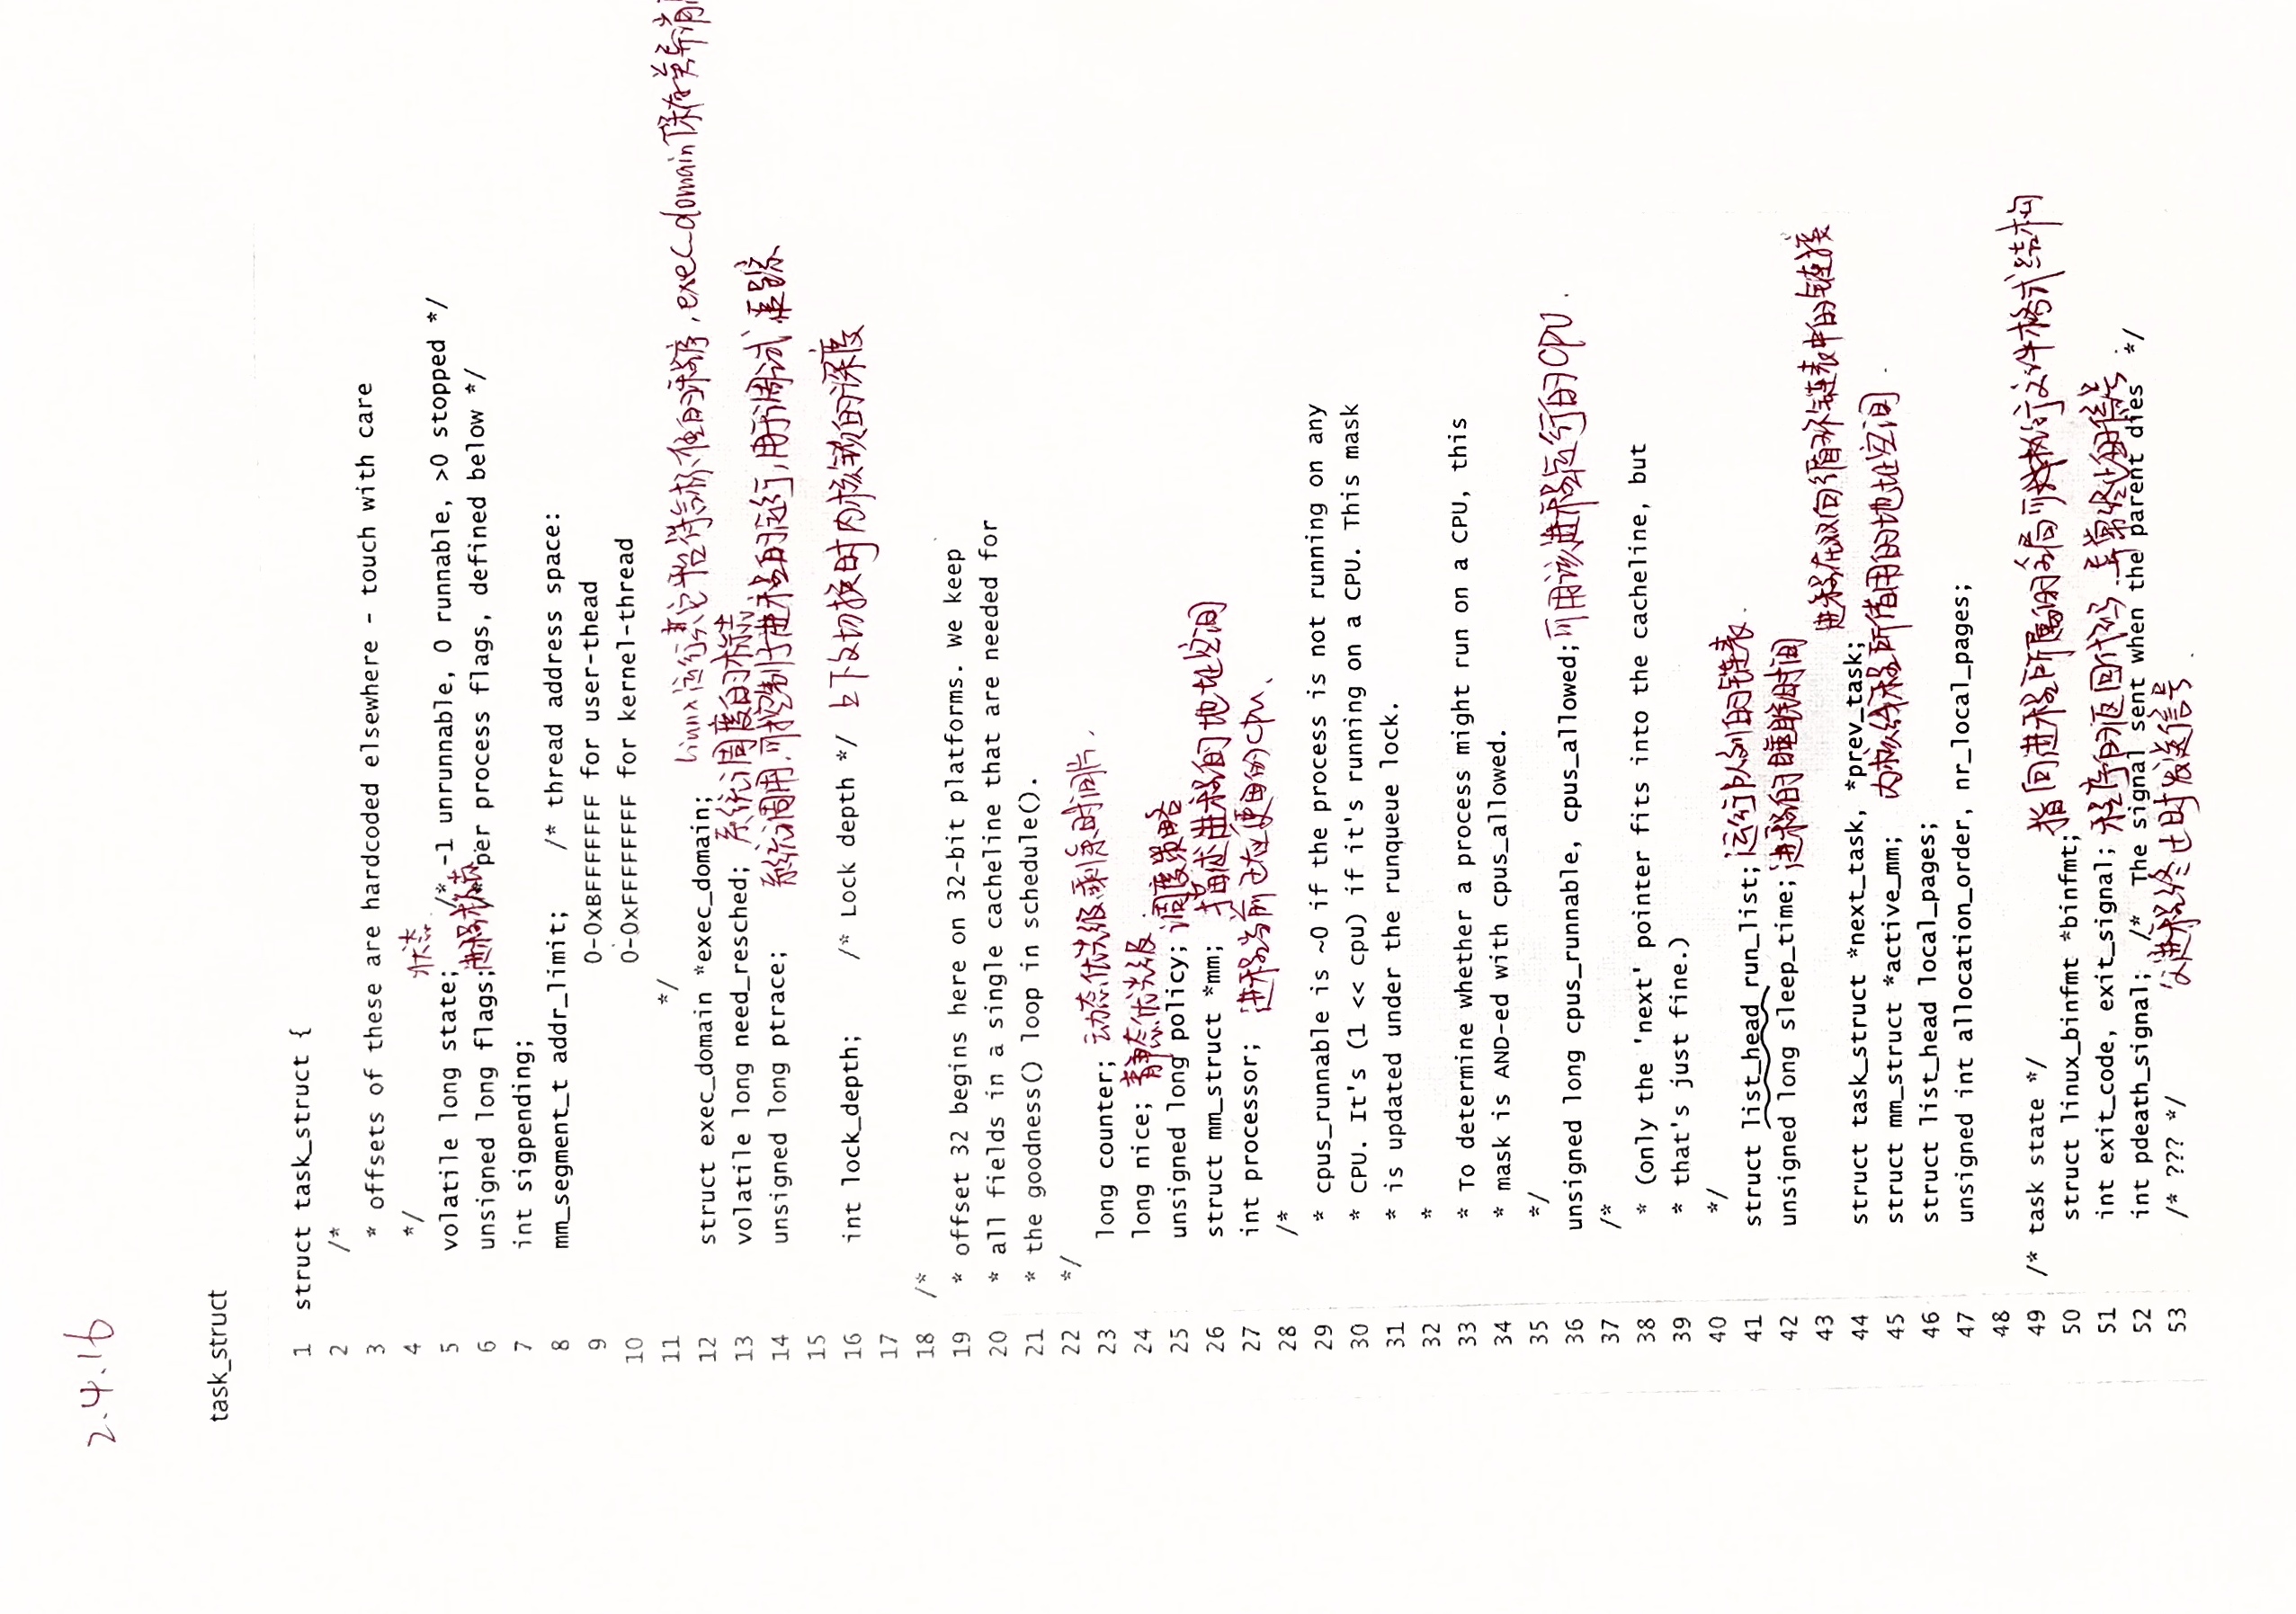 2.4.16
task_struct
1 struct task_struct {
2 /*
3 * offsets of these are hardcoded elsewhere - touch with care
4 */
状态
5 volatile long state; /* -1 unrunnable, 0 runnable, >0 stopped */
6 unsigned long flags; 进程标志 /* per process flags, defined below */
7 int sigpending;
8 mm_segment_t addr_limit; /* thread address space:
9 0-0xBFFFFFFF for user-thead
10 0-0xFFFFFFFF for kernel-thread
11 */
12 struct exec_domain *exec_domain; linux运行其它平台符合标准的程序,exec_domain保存差异消
13 volatile long need_resched; 系统调度的标志
14 unsigned long ptrace; 系统调用,可控制子进程的运行,用于调试 追踪
15
16 int lock_depth; /* Lock depth */ 上下文切换时内核锁的深度
17
18 /*
19 * offset 32 begins here on 32-bit platforms. We keep
20 * all fields in a single cacheline that are needed for
21 * the goodness() loop in schedule().
22 */
23 long counter; 动态优先级、剩余时间片.
24 long nice; 静态优先级.
25 unsigned long policy; 调度策略
26 struct mm_struct *mm; 描述进程的地址空间
27 int processor; 进程当前正在使用的cpu、
28 /*
29 * cpus_runnable is ~0 if the process is not running on any
30 * CPU. It's (1 << cpu) if it's running on a CPU. This mask
31 * is updated under the runqueue lock.
32 *
33 * To determine whether a process might run on a CPU, this
34 * mask is AND-ed with cpus_allowed.
35 */
36 unsigned long cpus_runnable, cpus_allowed; 可用该进程运行的CPU.
37 /*
38 * (only the 'next' pointer fits into the cacheline, but
39 * that's just fine.)
40 */
41 struct list_head run_list; 运行队列的链表.
42 unsigned long sleep_time; 进程的睡眠时间
43 进程在双向循环链表中的链接
44 struct task_struct *next_task, *prev_task;
45 struct mm_struct *active_mm; 内核线程所借用的地址空间.
46 struct list_head local_pages;
47 unsigned int allocation_order, nr_local_pages;
48
49 /* task state */ 指向进程所属的全局可执行文件格式结构
50 struct linux_binfmt *binfmt;
51 int exit_code, exit_signal; 程序的返回代码、异常终止的信号.
52 int pdeath_signal; /* The signal sent when the parent dies */
53 /* ??? */ 父进程终止时发送信号.